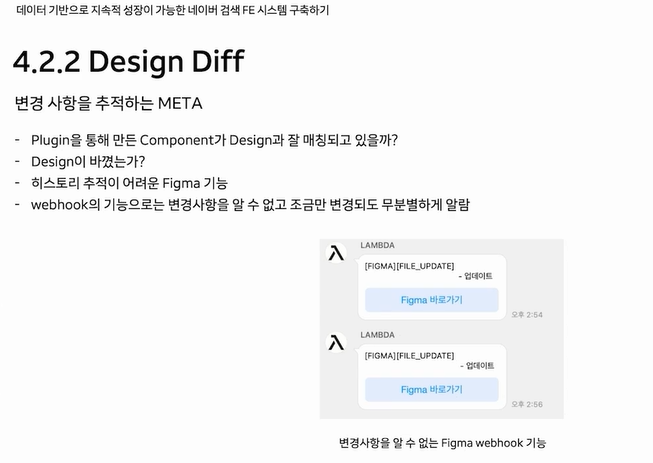 데이터 기반으로 지속적 성장이 가능한 네이버 검색 FE 시스템 구축하기
4.2.2 Design Diff
변경 사항을 추적하는 META
- Plugin을 통해 만든 Component가 Design과 잘 매칭되고 있을까?
- Design이 바꼈는가?
- 히스토리 추적이 어려운 Figma 기능
- webhook의 기능으로는 변경사항을 알 수 없고 조금만 변경되도 무분별하게 알람
LAMBDA
[FIGMA][FILE_UPDATE]
- 업데이트
Figma 바로가기
오후 2:54
LAMBDA
[FIGMA][FILE_UPDATE]
- 업데이트
Figma 바로가기
오후 2:56
변경사항을 알 수 없는 Figma webhook 기능